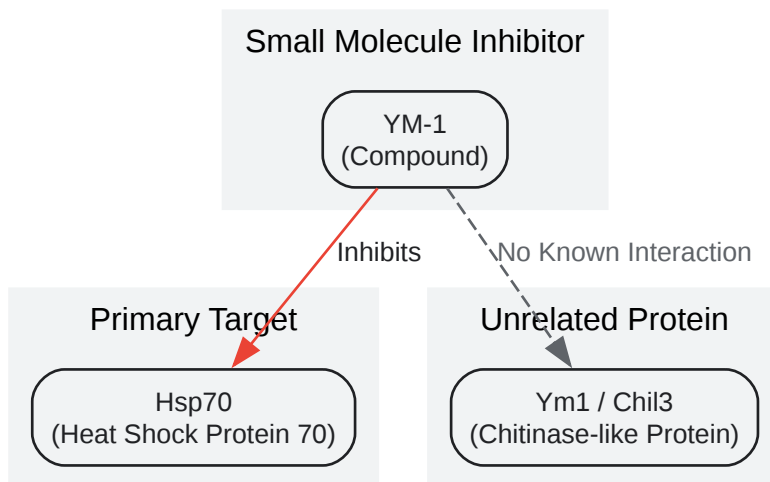 Small Molecule Inhibitor
YM-1
(Compound)
Inhibits
No Known Interaction
Primary Target
Unrelated Protein
Hsp70
(Heat Shock Protein 70)
Ym1 / Chil3
(Chitinase-like Protein)